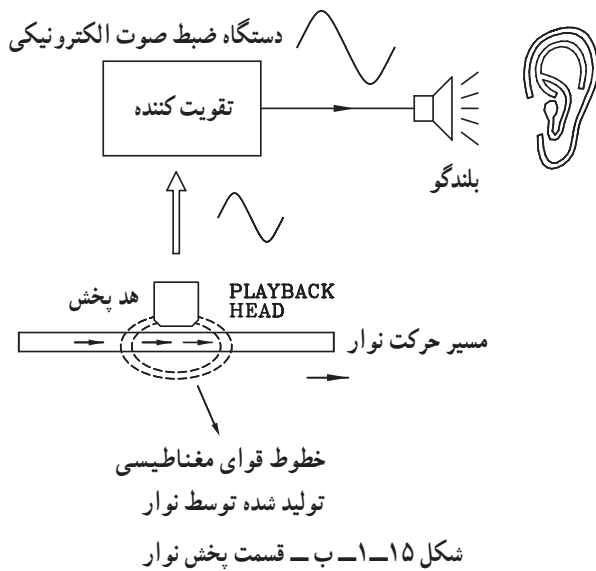 دستگاه ضبط صوت الکترونیکی
تقویت کننده
بلندگو
هد پخش
PLAYBACK
HEAD
مسیر حرکت نوار
خطوط قوای مغناطیسی
تولید شده توسط نوار
شکل ۱۵ــ۱ــ ب ــ قسمت پخش نوار